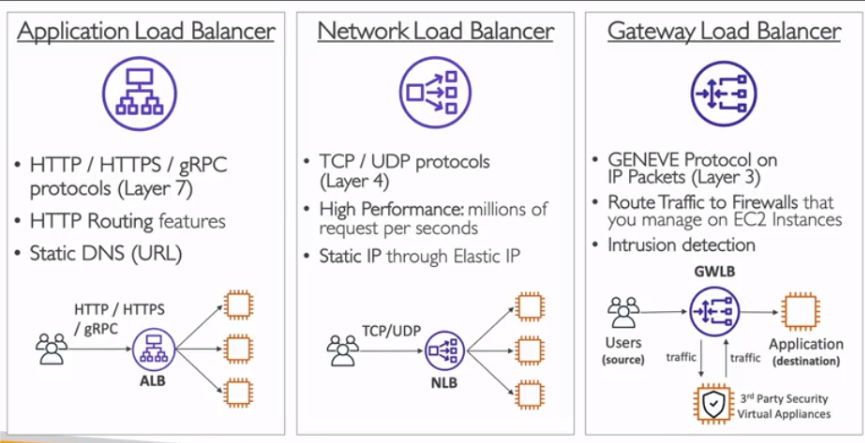 Application Load Balancer
• HTTP / HTTPS / gRPC
protocols (Layer 7)
• HTTP Routing features
• Static DNS (URL)
HTTP / HTTPS
/ gRPC
ALB
Network Load Balancer
• TCP / UDP protocols
(Layer 4)
• High Performance: millions of
request per seconds
• Static IP through Elastic IP
TCP/UDP
NLB
Gateway Load Balancer
• GENEVE Protocol on
IP Packets (Layer 3)
• Route Traffic to Firewalls that
you manage on EC2 Instances
• Intrusion detection
GWLB
Users
(source)
traffic
traffic
Application
(destination)
3rd Party Security
Virtual Appliances